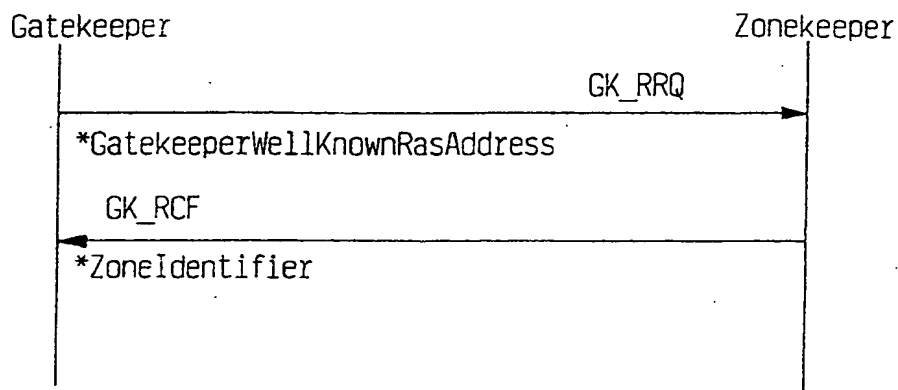 Gatekeeper Zonekeeper
GK_RRQ
*GatekeeperWellKnownRasAddress
GK_RCF
*ZoneIdentifier